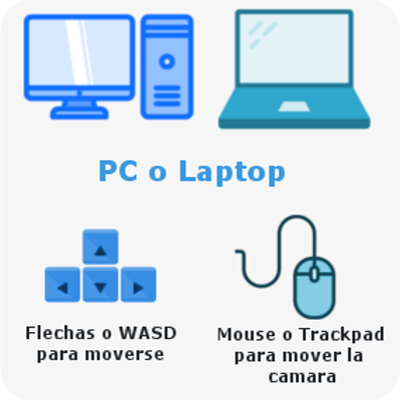 PC o Laptop
Flechas o WASD
para moverse
Mouse o Trackpad
para mover la
camara